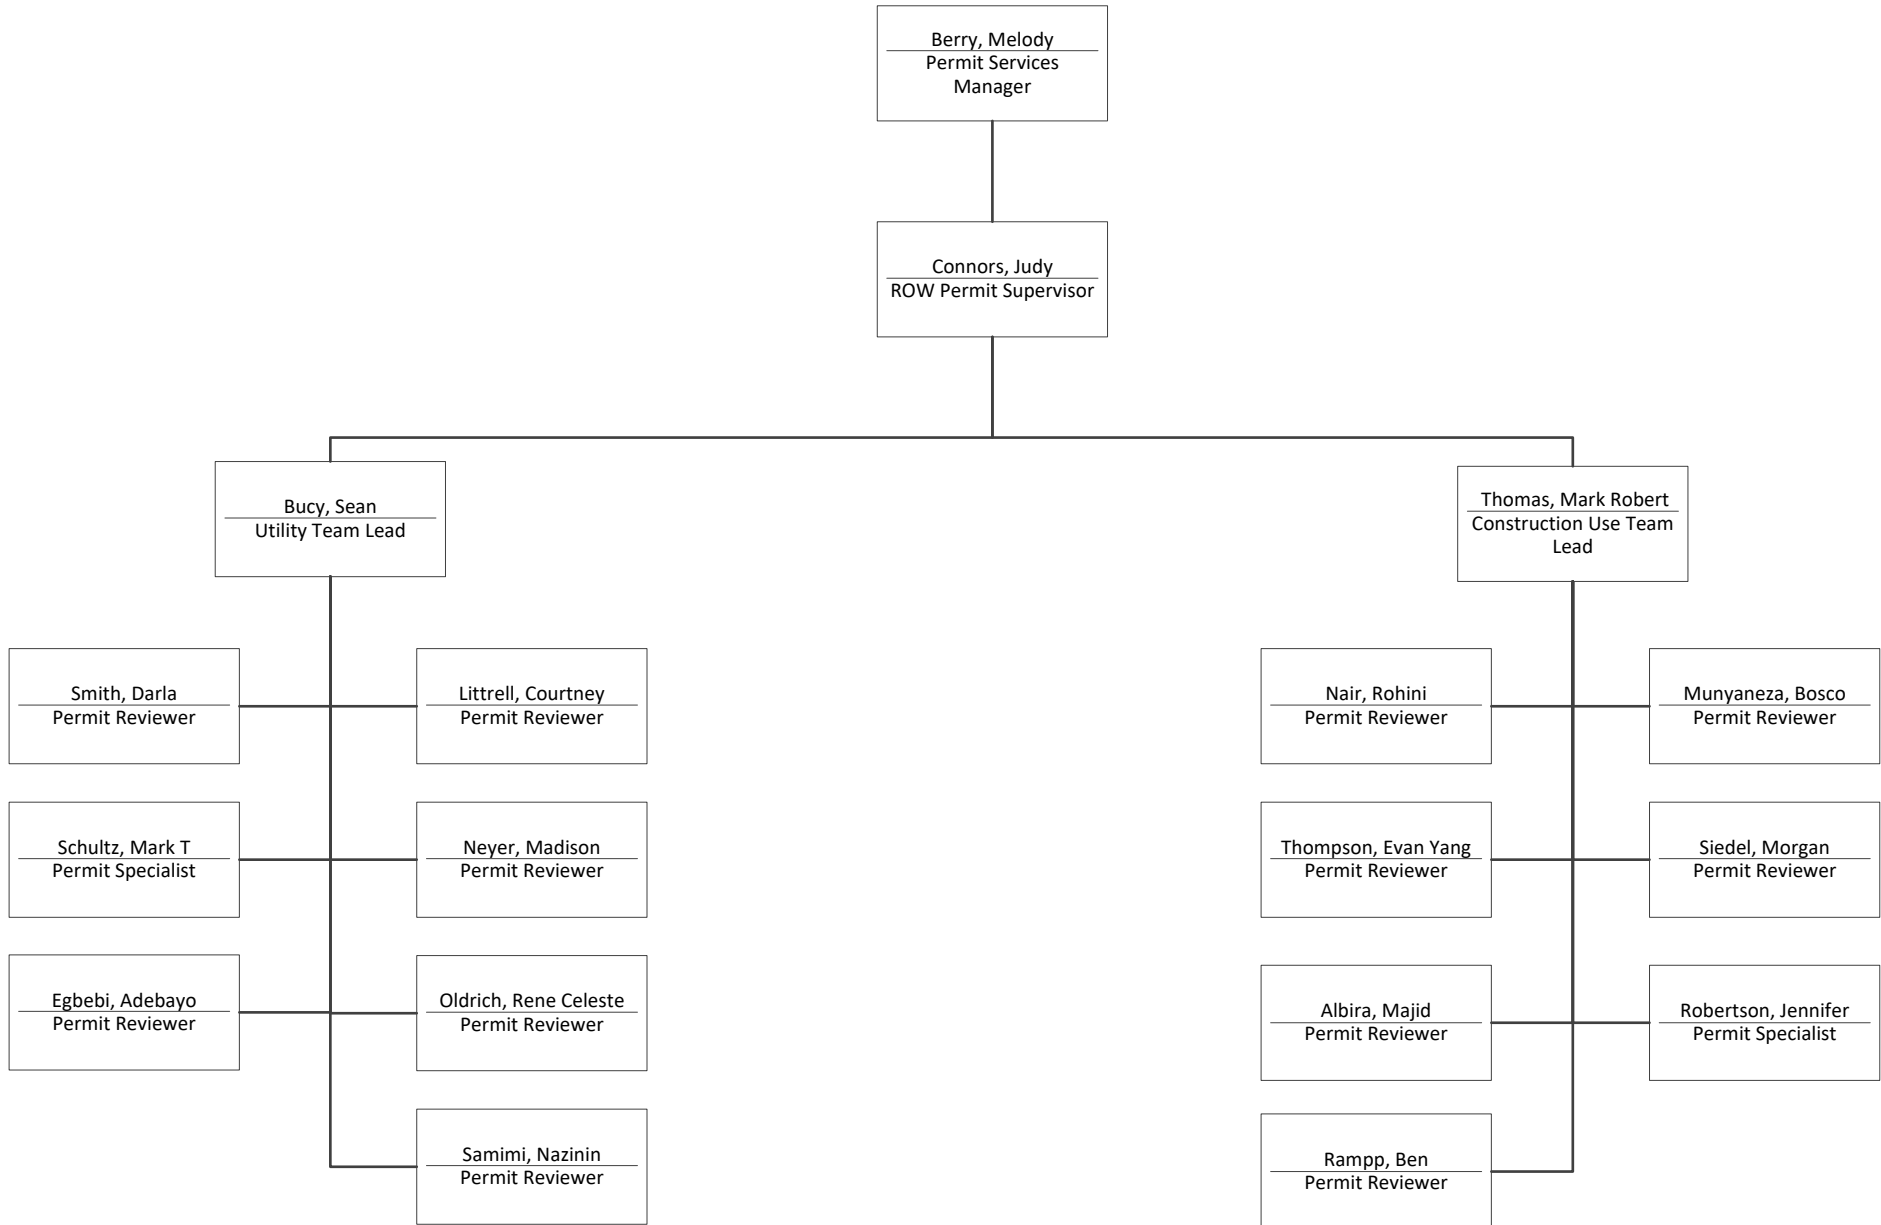 Berry, Melody
Permit Services
Manager
Connors, Judy
ROW Permit Supervisor
Bucy, Sean
Utility Team Lead
Thomas, Mark Robert
Construction Use Team
Lead
Smith, Darla
Permit Reviewer
Littrell, Courtney
Permit Reviewer
Nair, Rohini
Permit Reviewer
Munyaneza, Bosco
Permit Reviewer
Schultz, Mark T
Permit Specialist
Neyer, Madison
Permit Reviewer
Thompson, Evan Yang
Permit Reviewer
Siedel, Morgan
Permit Reviewer
Egbebi, Adebayo
Permit Reviewer
Oldrich, Rene Celeste
Permit Reviewer
Albira, Majid
Permit Reviewer
Robertson, Jennifer
Permit Specialist
Samimi, Nazinin
Permit Reviewer
Rampp, Ben
Permit Reviewer